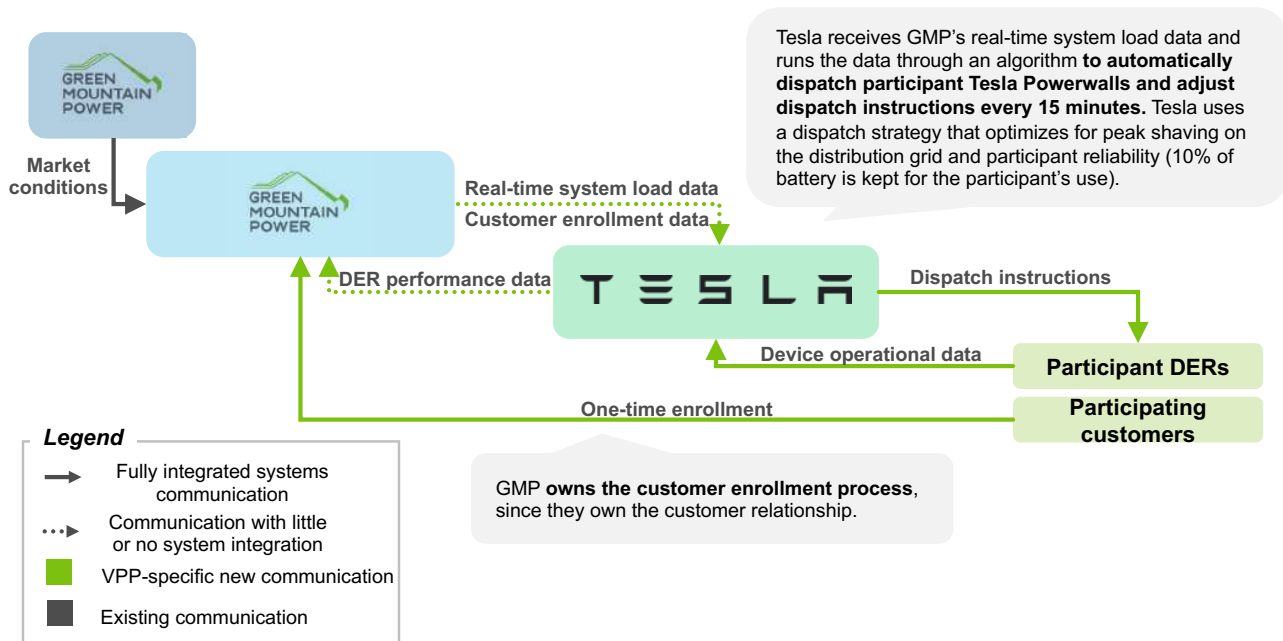 GREEN
MOUNTAIN
POWER
Market
conditions
GREEN
MOUNTAIN
POWER
Real-time system load data
Customer enrollment data
Tesla receives GMP's real-time system load data and
runs the data through an algorithm to automatically
dispatch participant Tesla Powerwalls and adjust
dispatch instructions every 15 minutes. Tesla uses
a dispatch strategy that optimizes for peak shaving on
the distribution grid and participant reliability (10% of
battery is kept for the participant's use).
DER performance data
TESLA
Dispatch instructions
Device operational data
Participant DERs
One-time enrollment
Participating
customers
GMP owns the customer enrollment process,
since they own the customer relationship.
Legend
Fully integrated systems
communication
Communication with little
or no system integration
VPP-specific new communication
Existing communication